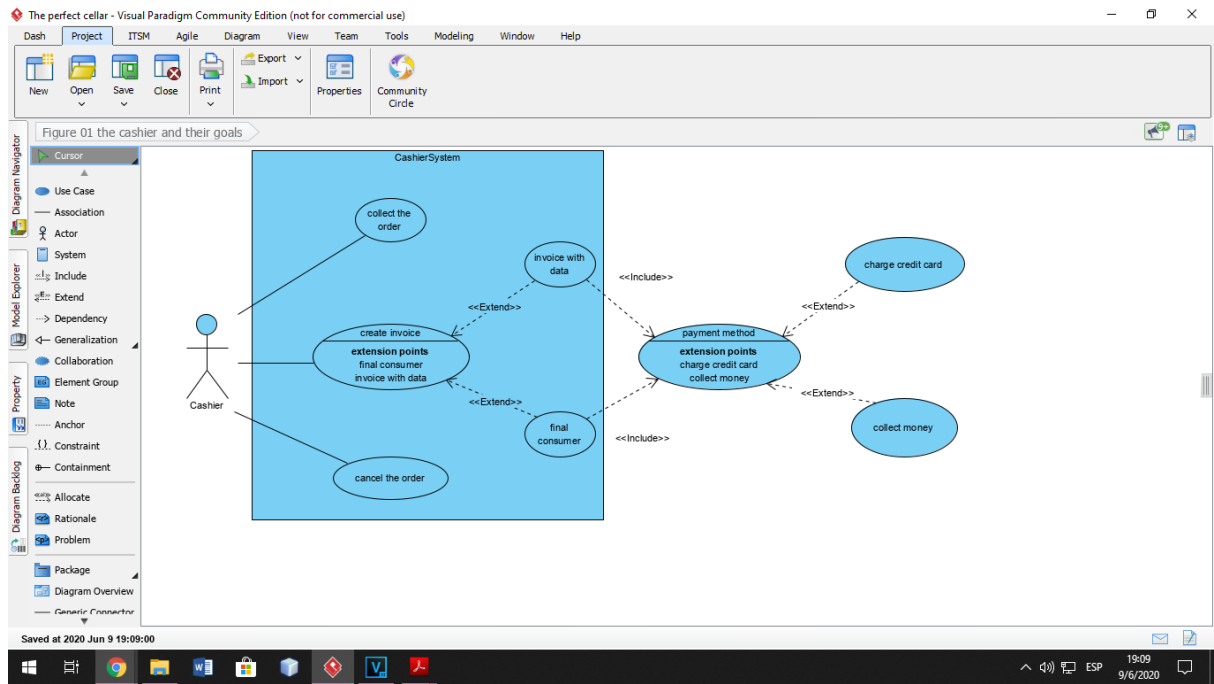 The perfect cellar - Visual Paradigm Community Edition (not for commercial use)
Dash Project ITSM Agile Diagram View Team Tools Modeling Window Help
New Open Save Close Print Export Import Properties Community Circle
Figure 01 the cashier and their goals
Diagram Navigator
Model Explorer
Property
Diagram Backlog
Cursor
Use Case
Association
Actor
System
Include
Extend
Dependency
Generalization
Collaboration
Element Group
Note
Anchor
Constraint
Containment
Allocate
Rationale
Problem
Package
Diagram Overview
Generic Connector
CashierSystem
collect the
order
invoice with
data
<<Include>>
charge credit card
<<Extend>>
<<Extend>>
create invoice
extension points
final consumer
invoice with data
payment method
extension points
charge credit card
collect money
Cashier
<<Extend>>
<<Extend>>
final
consumer
<<Include>>
collect money
cancel the order
Saved at 2020 Jun 9 19:09:00
ESP
19:09
9/6/2020